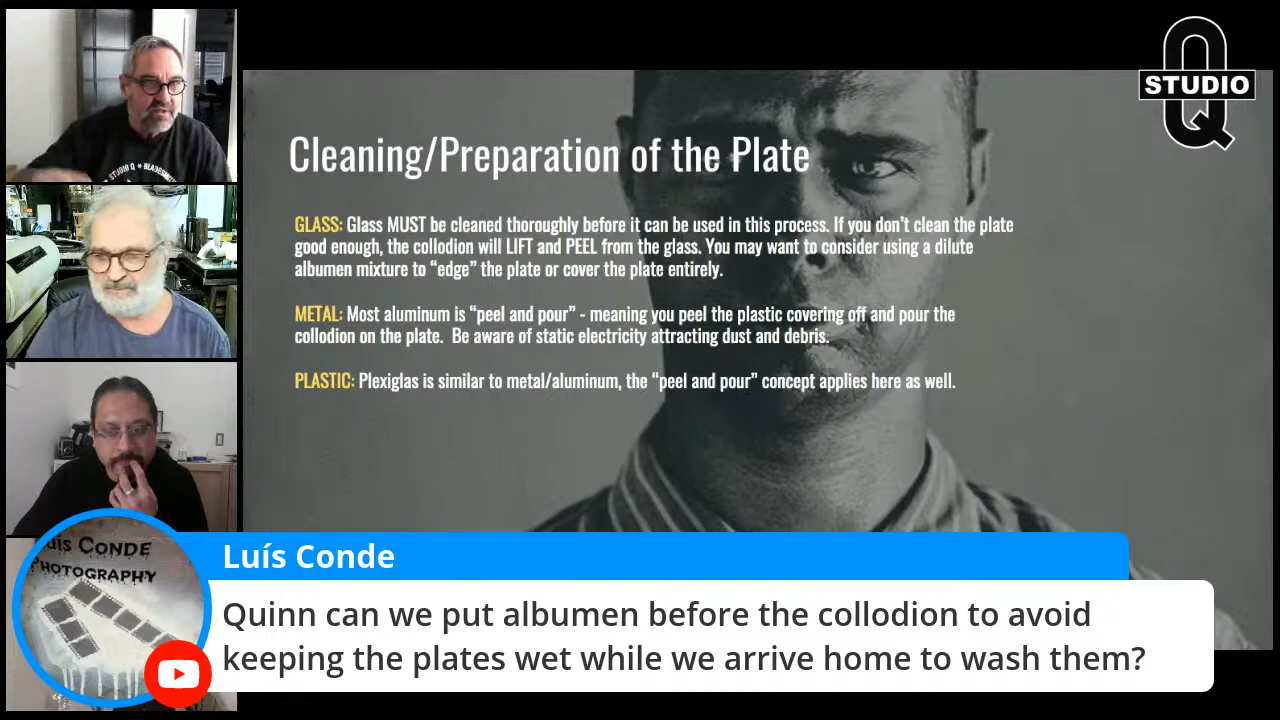 STUDIO
Q
STUDIO Q ★ BLADESM
Cleaning/Preparation of the Plate
GLASS: Glass MUST be cleaned thoroughly before it can be used in this process. If you don’t clean the plate
good enough, the collodion will LIFT and PEEL from the glass. You may want to consider using a dilute
albumen mixture to “edge” the plate or cover the plate entirely.
METAL: Most aluminum is “peel and pour” - meaning you peel the plastic covering off and pour the
collodion on the plate. Be aware of static electricity attracting dust and debris.
PLASTIC: Plexiglas is similar to metal/aluminum, the “peel and pour” concept applies here as well.
Luís CONDE
PHOTOGRAPHY
Luís Conde
Quinn can we put albumen before the collodion to avoid
keeping the plates wet while we arrive home to wash them?